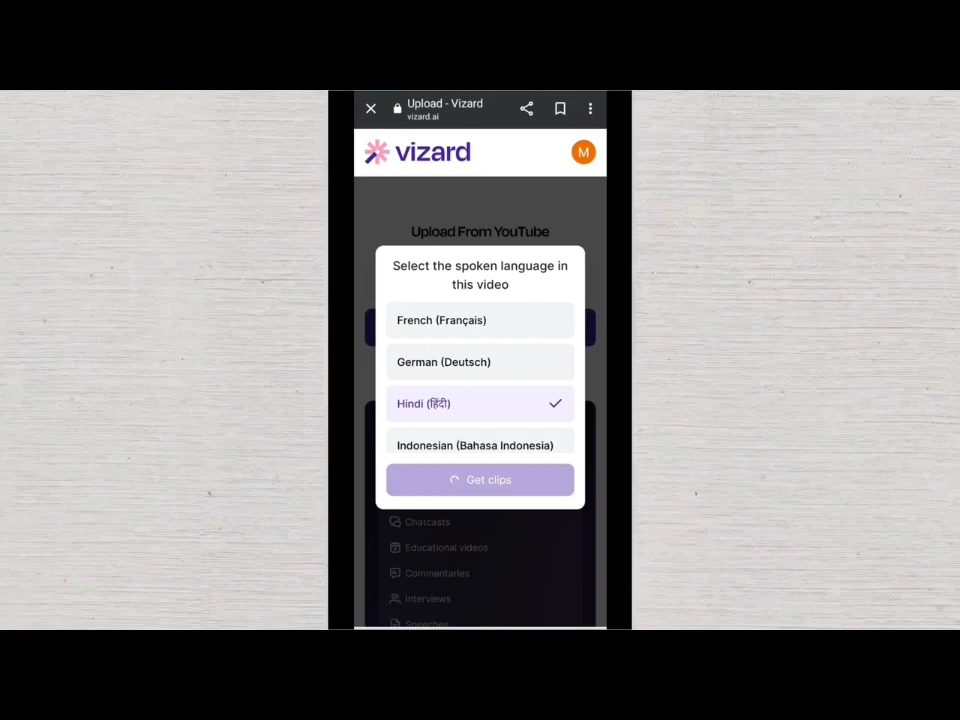 Upload - Vizard
vizard.ai
vizard
M
Upload From YouTube
Select the spoken language in
this video
French (Français)
German (Deutsch)
Hindi (हिंदी)
Indonesian (Bahasa Indonesia)
Get clips
Chatcasts
Educational videos
Commentaries
Interviews
Speeches